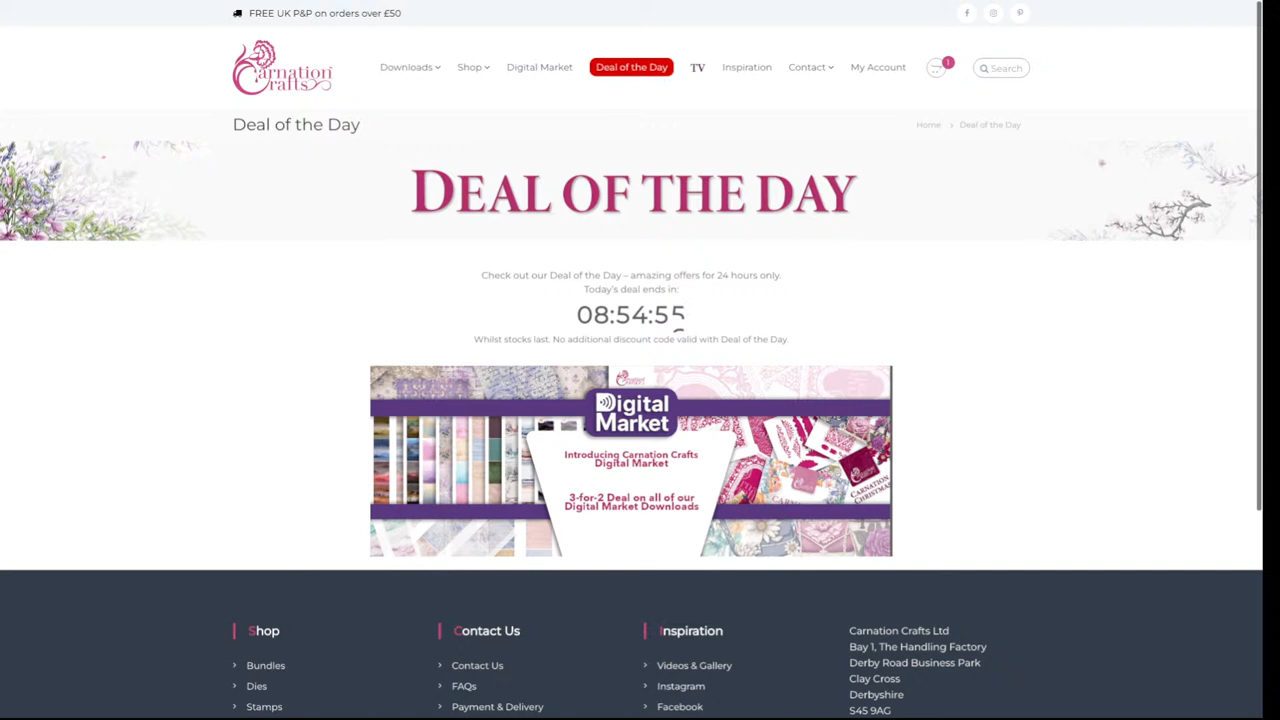 FREE UK P&P on orders over £50
Carnation Crafts
Downloads Shop Digital Market Deal of the Day TV Inspiration Contact My Account 1 Search
Deal of the Day
Home > Deal of the Day
DEAL OF THE DAY
Check out our Deal of the Day – amazing offers for 24 hours only.
Today's deal ends in:
08:54:55
Whilst stocks last. No additional discount code valid with Deal of the Day.
Digital
Market
Introducing Carnation Crafts
Digital Market
3-for-2 Deal on all of our
Digital Market Downloads
CARNATION
CHRISTMAS
Shop
Bundles
Dies
Stamps
Contact Us
Contact Us
FAQs
Payment & Delivery
Inspiration
Videos & Gallery
Instagram
Facebook
Carnation Crafts Ltd
Bay 1, The Handling Factory
Derby Road Business Park
Clay Cross
Derbyshire
S45 9AG